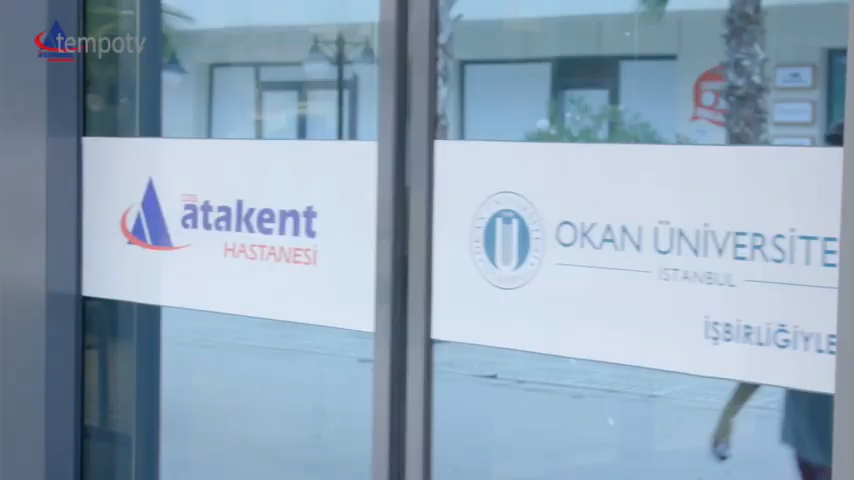 tempotv
atakent
HASTANESİ
OKAN ÜNİVERSİTE
İSTANBUL
İŞBİRLİĞİYLE